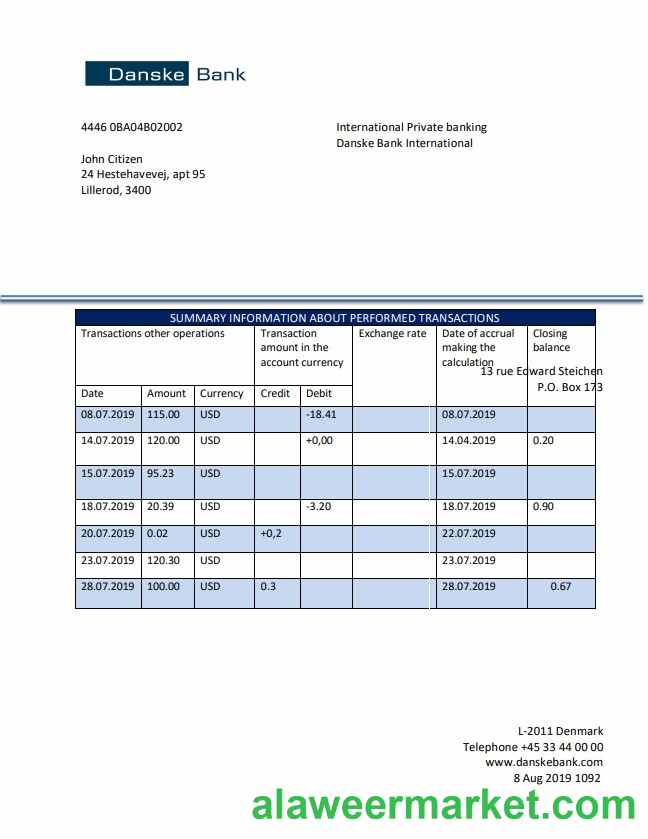 Danske Bank
4446 0BA04B02002
International Private banking
Danske Bank International
John Citizen
24 Hestehavevej, apt 95
Lillerod, 3400
SUMMARY INFORMATION ABOUT PERFORMED TRANSACTIONS
Transactions other operations
Transaction amount in the account currency
Exchange rate
Date of accrual making the calculation
Closing balance
13 rue Edward Steichen
P.O. Box 173
Date Amount Currency Credit Debit
08.07.2019 115.00 USD -18.41 08.07.2019
14.07.2019 120.00 USD +0,00 14.04.2019 0.20
15.07.2019 95.23 USD 15.07.2019
18.07.2019 20.39 USD -3.20 18.07.2019 0.90
20.07.2019 0.02 USD +0,2 22.07.2019
23.07.2019 120.30 USD 23.07.2019
28.07.2019 100.00 USD 0.3 28.07.2019 0.67
L-2011 Denmark
Telephone +45 33 44 00 00
www.danskebank.com
8 Aug 2019 1092
alaweermarket.com